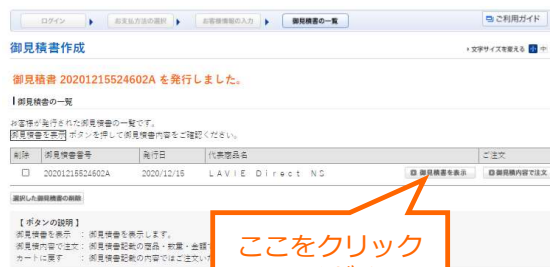 ログイン お支払方法の選択 お客様情報の入力 御見積書の一覧 ご利用ガイド
御見積書作成
文字サイズを変える 中
御見積書 20201215524602A を発行しました。
御見積書の一覧
お客様が発行された御見積書の一覧です。
御見積書を表示 ボタンを押して御見積書内容をご確認ください。
削除 御見積書番号 発行日 代表商品名 ご注文
20201215524602A 2020/12/15 LAVIE Direct NS 御見積書を表示 御見積内容で注文
選択した御見積書の削除
【ボタンの説明】
御見積書を表示 : 御見積書を表示します。
御見積内容で注文 : 御見積書記載の商品・数量・金額
カートに戻す : 御見積書記載の内容ではご注文い
ここをクリック